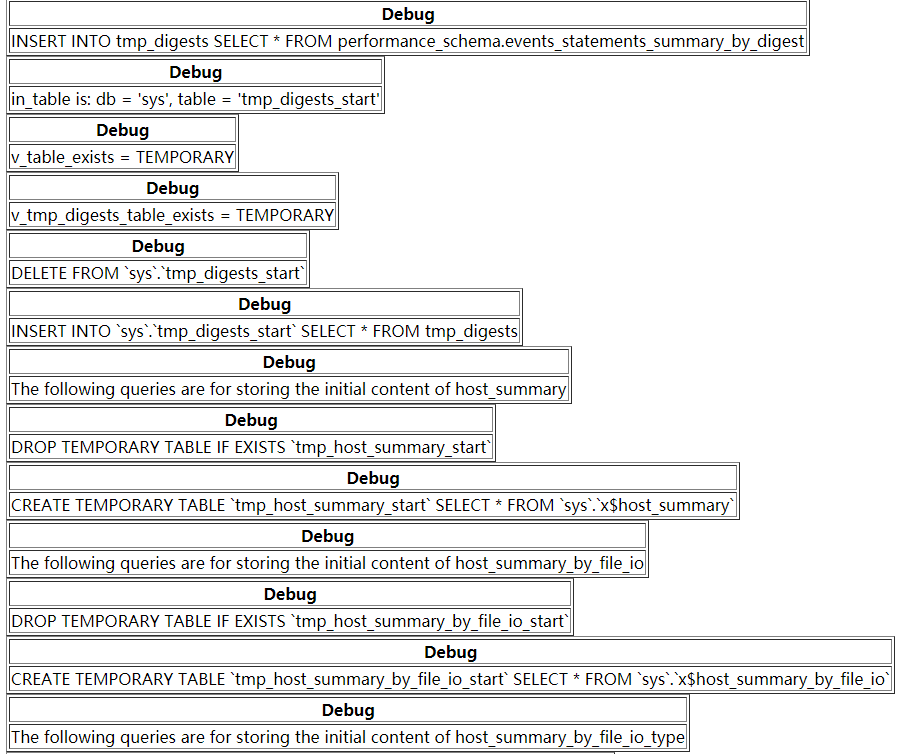 Debug
INSERT INTO tmp_digests SELECT * FROM performance_schema.events_statements_summary_by_digest
Debug
in_table is: db = 'sys', table = 'tmp_digests_start'
Debug
v_table_exists = TEMPORARY
Debug
v_tmp_digests_table_exists = TEMPORARY
Debug
DELETE FROM `sys`.`tmp_digests_start`
Debug
INSERT INTO `sys`.`tmp_digests_start` SELECT * FROM tmp_digests
Debug
The following queries are for storing the initial content of host_summary
Debug
DROP TEMPORARY TABLE IF EXISTS `tmp_host_summary_start`
Debug
CREATE TEMPORARY TABLE `tmp_host_summary_start` SELECT * FROM `sys`.`x$host_summary`
Debug
The following queries are for storing the initial content of host_summary_by_file_io
Debug
DROP TEMPORARY TABLE IF EXISTS `tmp_host_summary_by_file_io_start`
Debug
CREATE TEMPORARY TABLE `tmp_host_summary_by_file_io_start` SELECT * FROM `sys`.`x$host_summary_by_file_io`
Debug
The following queries are for storing the initial content of host_summary_by_file_io_type